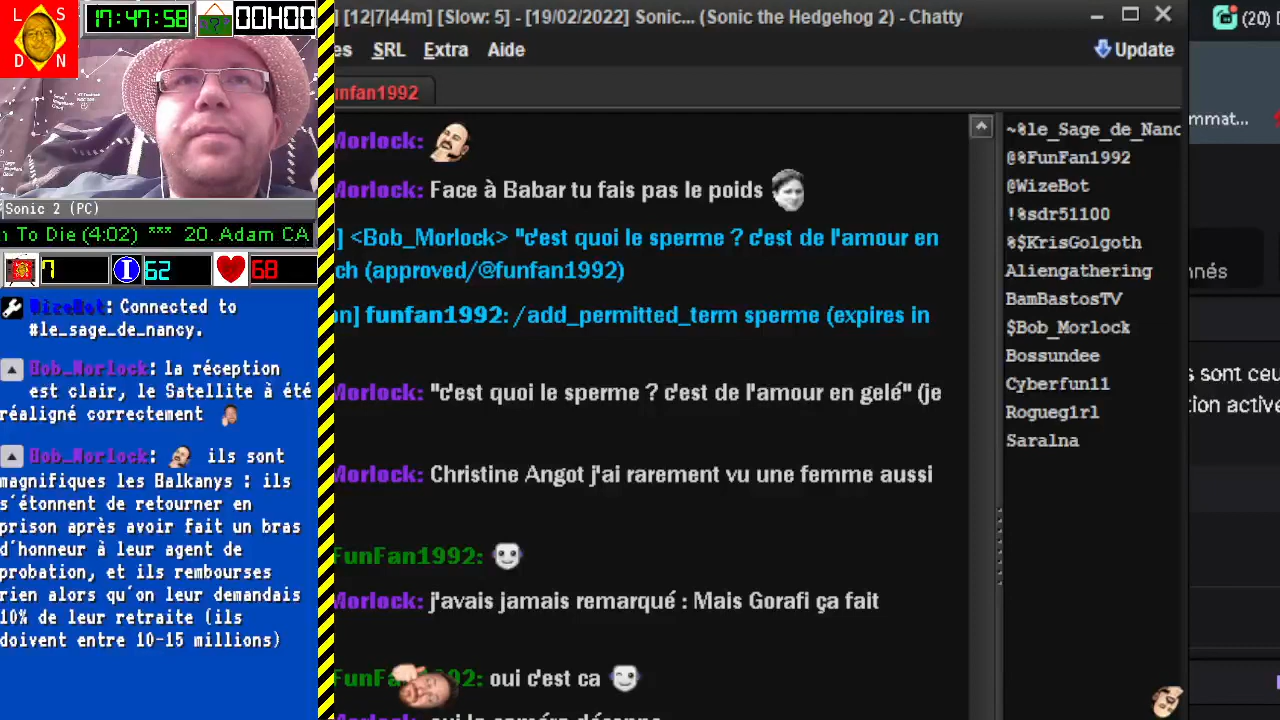 L S
D N
17:47:58
00H00
] [12|7|44m] [Slow: 5] - [19/02/2022] Sonic... (Sonic the Hedgehog 2) - Chatty
es SRL Extra Aide
Update
(20)
nfan1992
Sonic 2 (PC)
n To Die (4:02) *** 20. Adam CA
7 62 68
WizeBot: Connected to
#le_sage_de_nancy.
Bob_Morlock: la réception
est clair, le Satellite à été
réaligné correctement
Bob_Morlock: ils sont
magnifiques les Balkanys : ils
s'étonnent de retourner en
prison après avoir fait un bras
d'honneur à leur agent de
probation, et ils rembourses
rien alors qu'on leur demandais
10% de leur retraite (ils
doivent entre 10-15 millions)
Morlock:
Morlock: Face à Babar tu fais pas le poids
] <Bob_Morlock> "c'est quoi le sperme ? c'est de l'amour en
ch (approved/@funfan1992)
n] funfan1992: /add_permitted_term sperme (expires in
Morlock: "c'est quoi le sperme ? c'est de l'amour en gelé" (je
Morlock: Christine Angot j'ai rarement vu une femme aussi
FunFan1992:
Morlock: j'avais jamais remarqué : Mais Gorafi ça fait
FunFa 92: oui c'est ca
~%le_Sage_de_Nanc
@%FunFan1992
@WizeBot
!%sdr51100
%$KrisGolgoth
Aliengathering
BamBastosTV
$Bob_Morlock
Bossundee
Cyberfun11
Rogueg1rl
Saralna
mmat...
nnés
s sont ceu
tion active